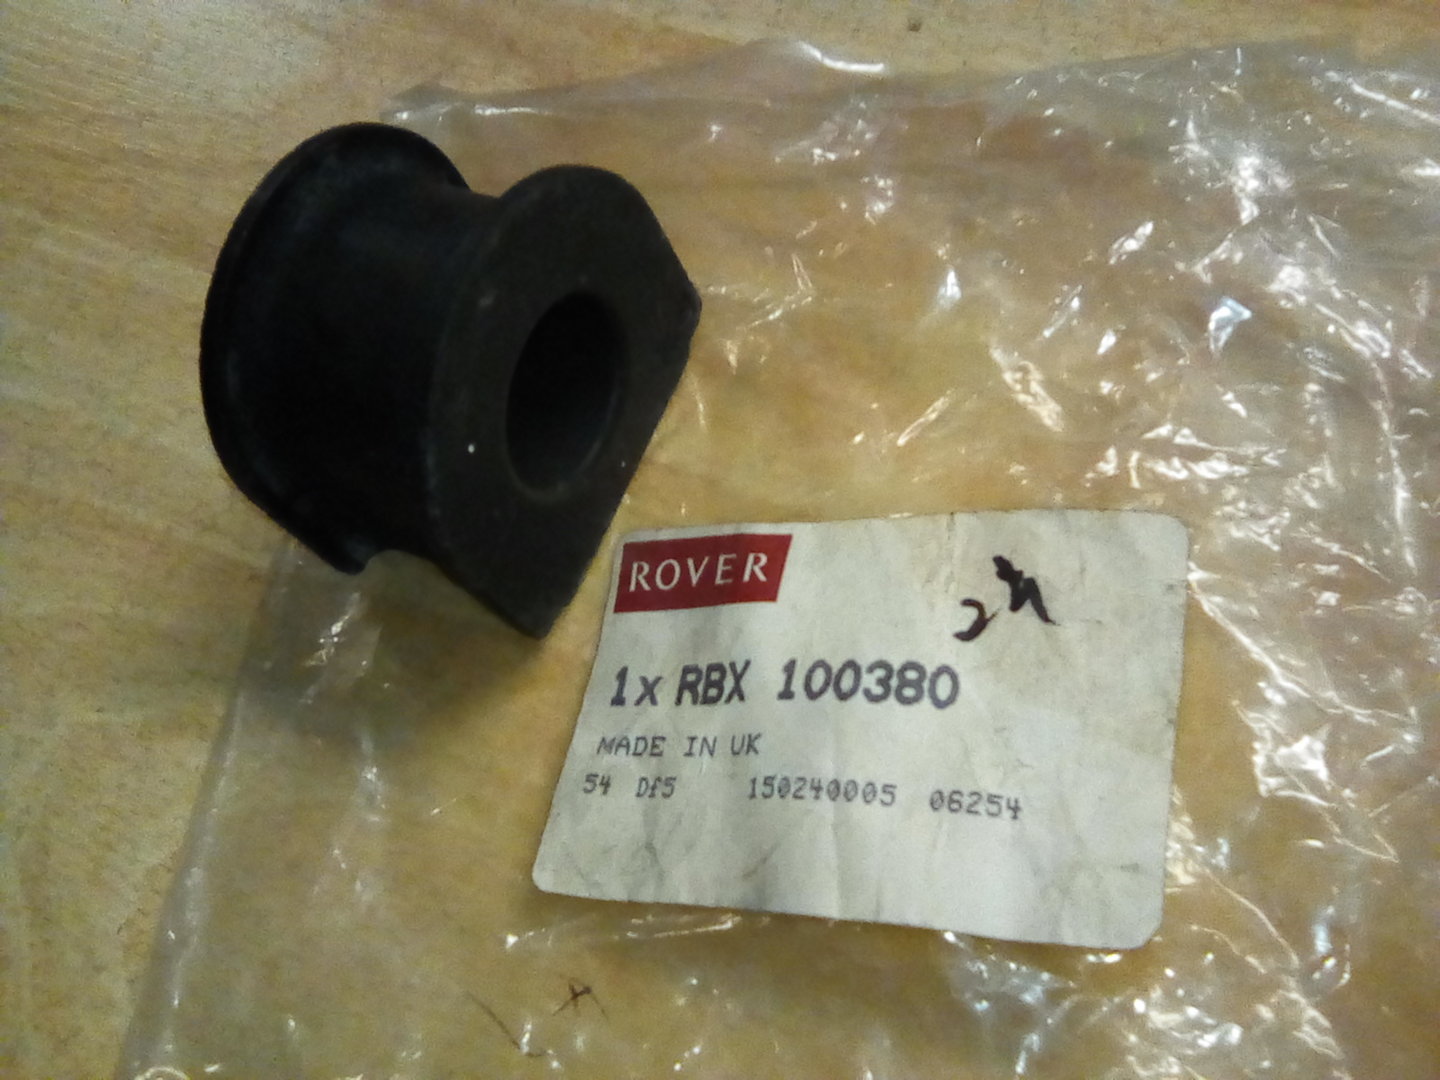 ROVER
1x RBX 100380
MADE IN UK
54 Df5 150240005 06254